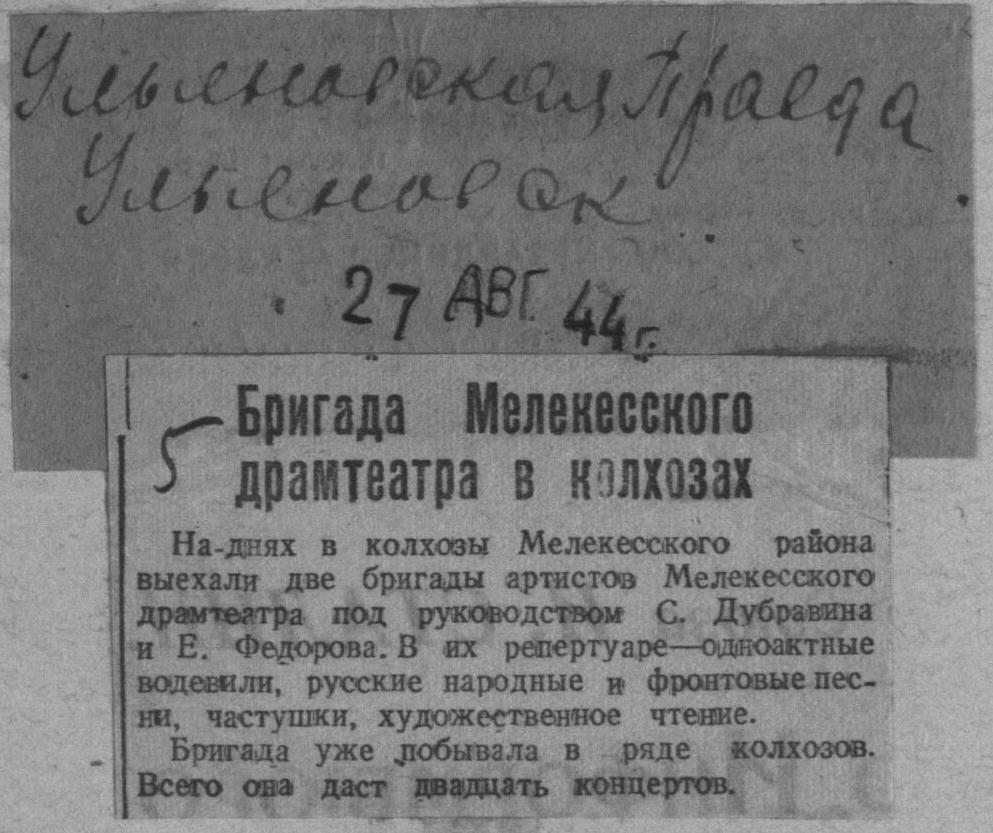 Ульяновская Правда
Ульяновск
27 АВГ 44 г.
Бригада Мелекесского
драмтеатра в колхозах
На-днях в колхозы Мелекесского района
выехали две бригады артистов Мелекесского
драмтеатра под руководством С. Дубравина
и Е. Федорова. В их репертуаре—одноактные
водевили, русские народные и фронтовые пес-
ни, частушки, художественное чтение.
Бригада уже побывала в ряде колхозов.
Всего она даст двадцать концертов.